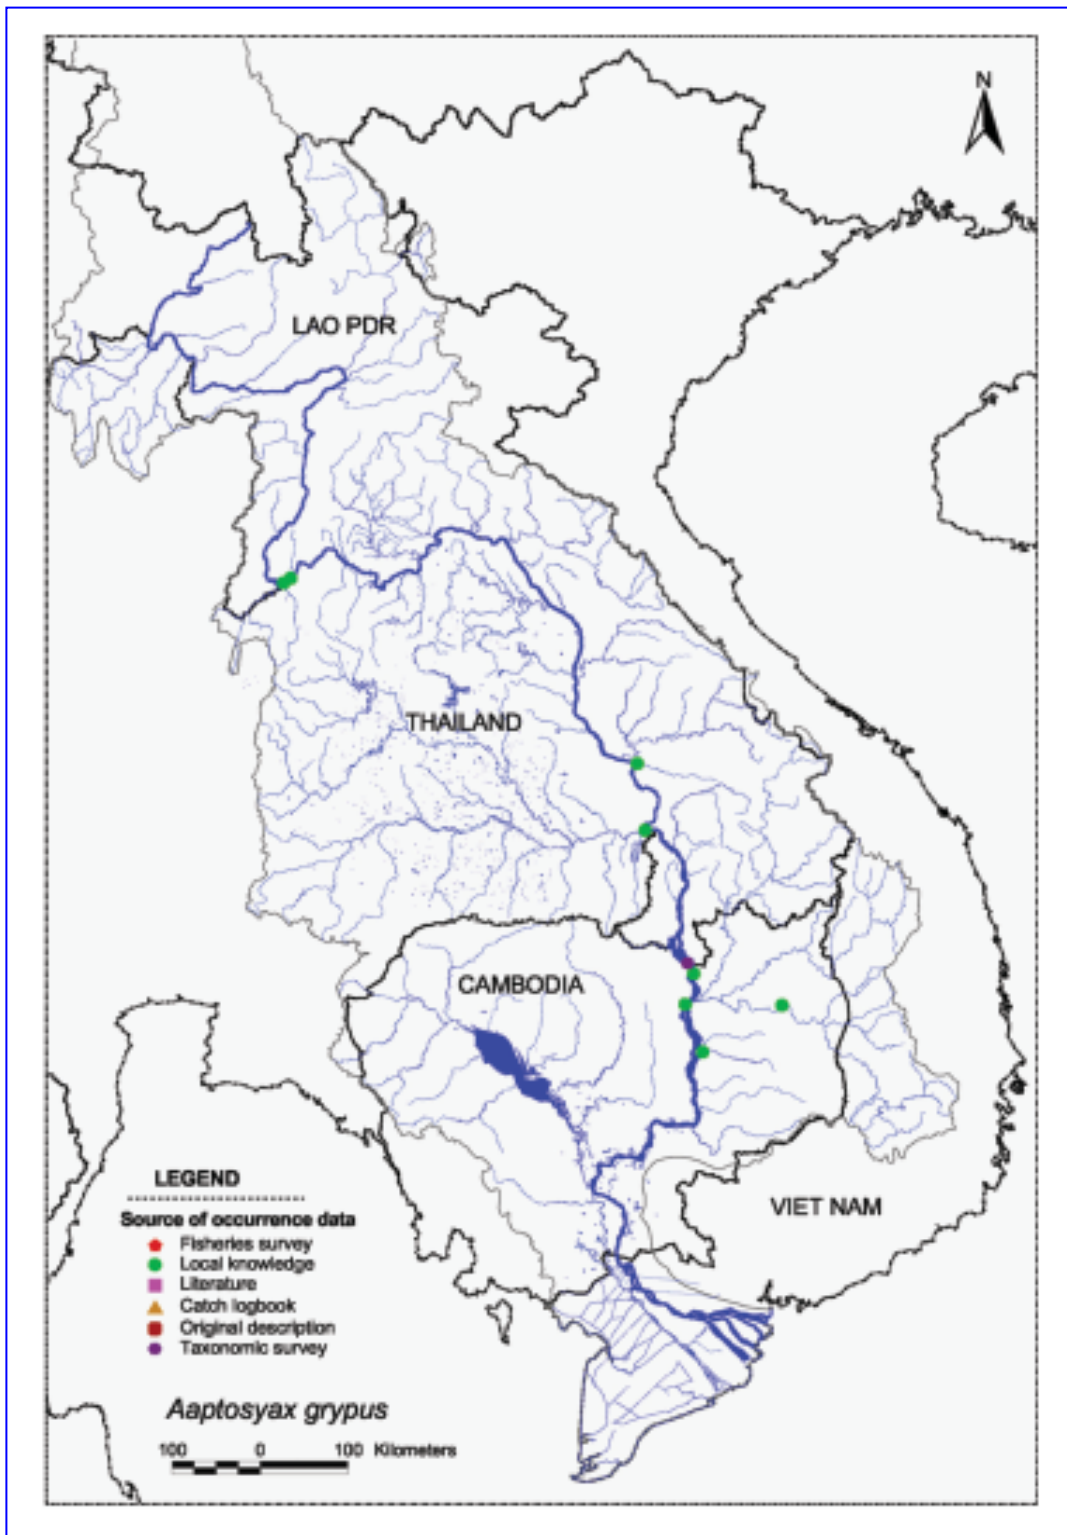 N
LAO PDR
THAILAND
CAMBODIA
VIET NAM
LEGEND
Source of occurrence data
Fisheries survey
Local knowledge
Literature
Catch logbook
Original description
Taxonomic survey
Aaptosyax grypus
100 0 100 Kilometers